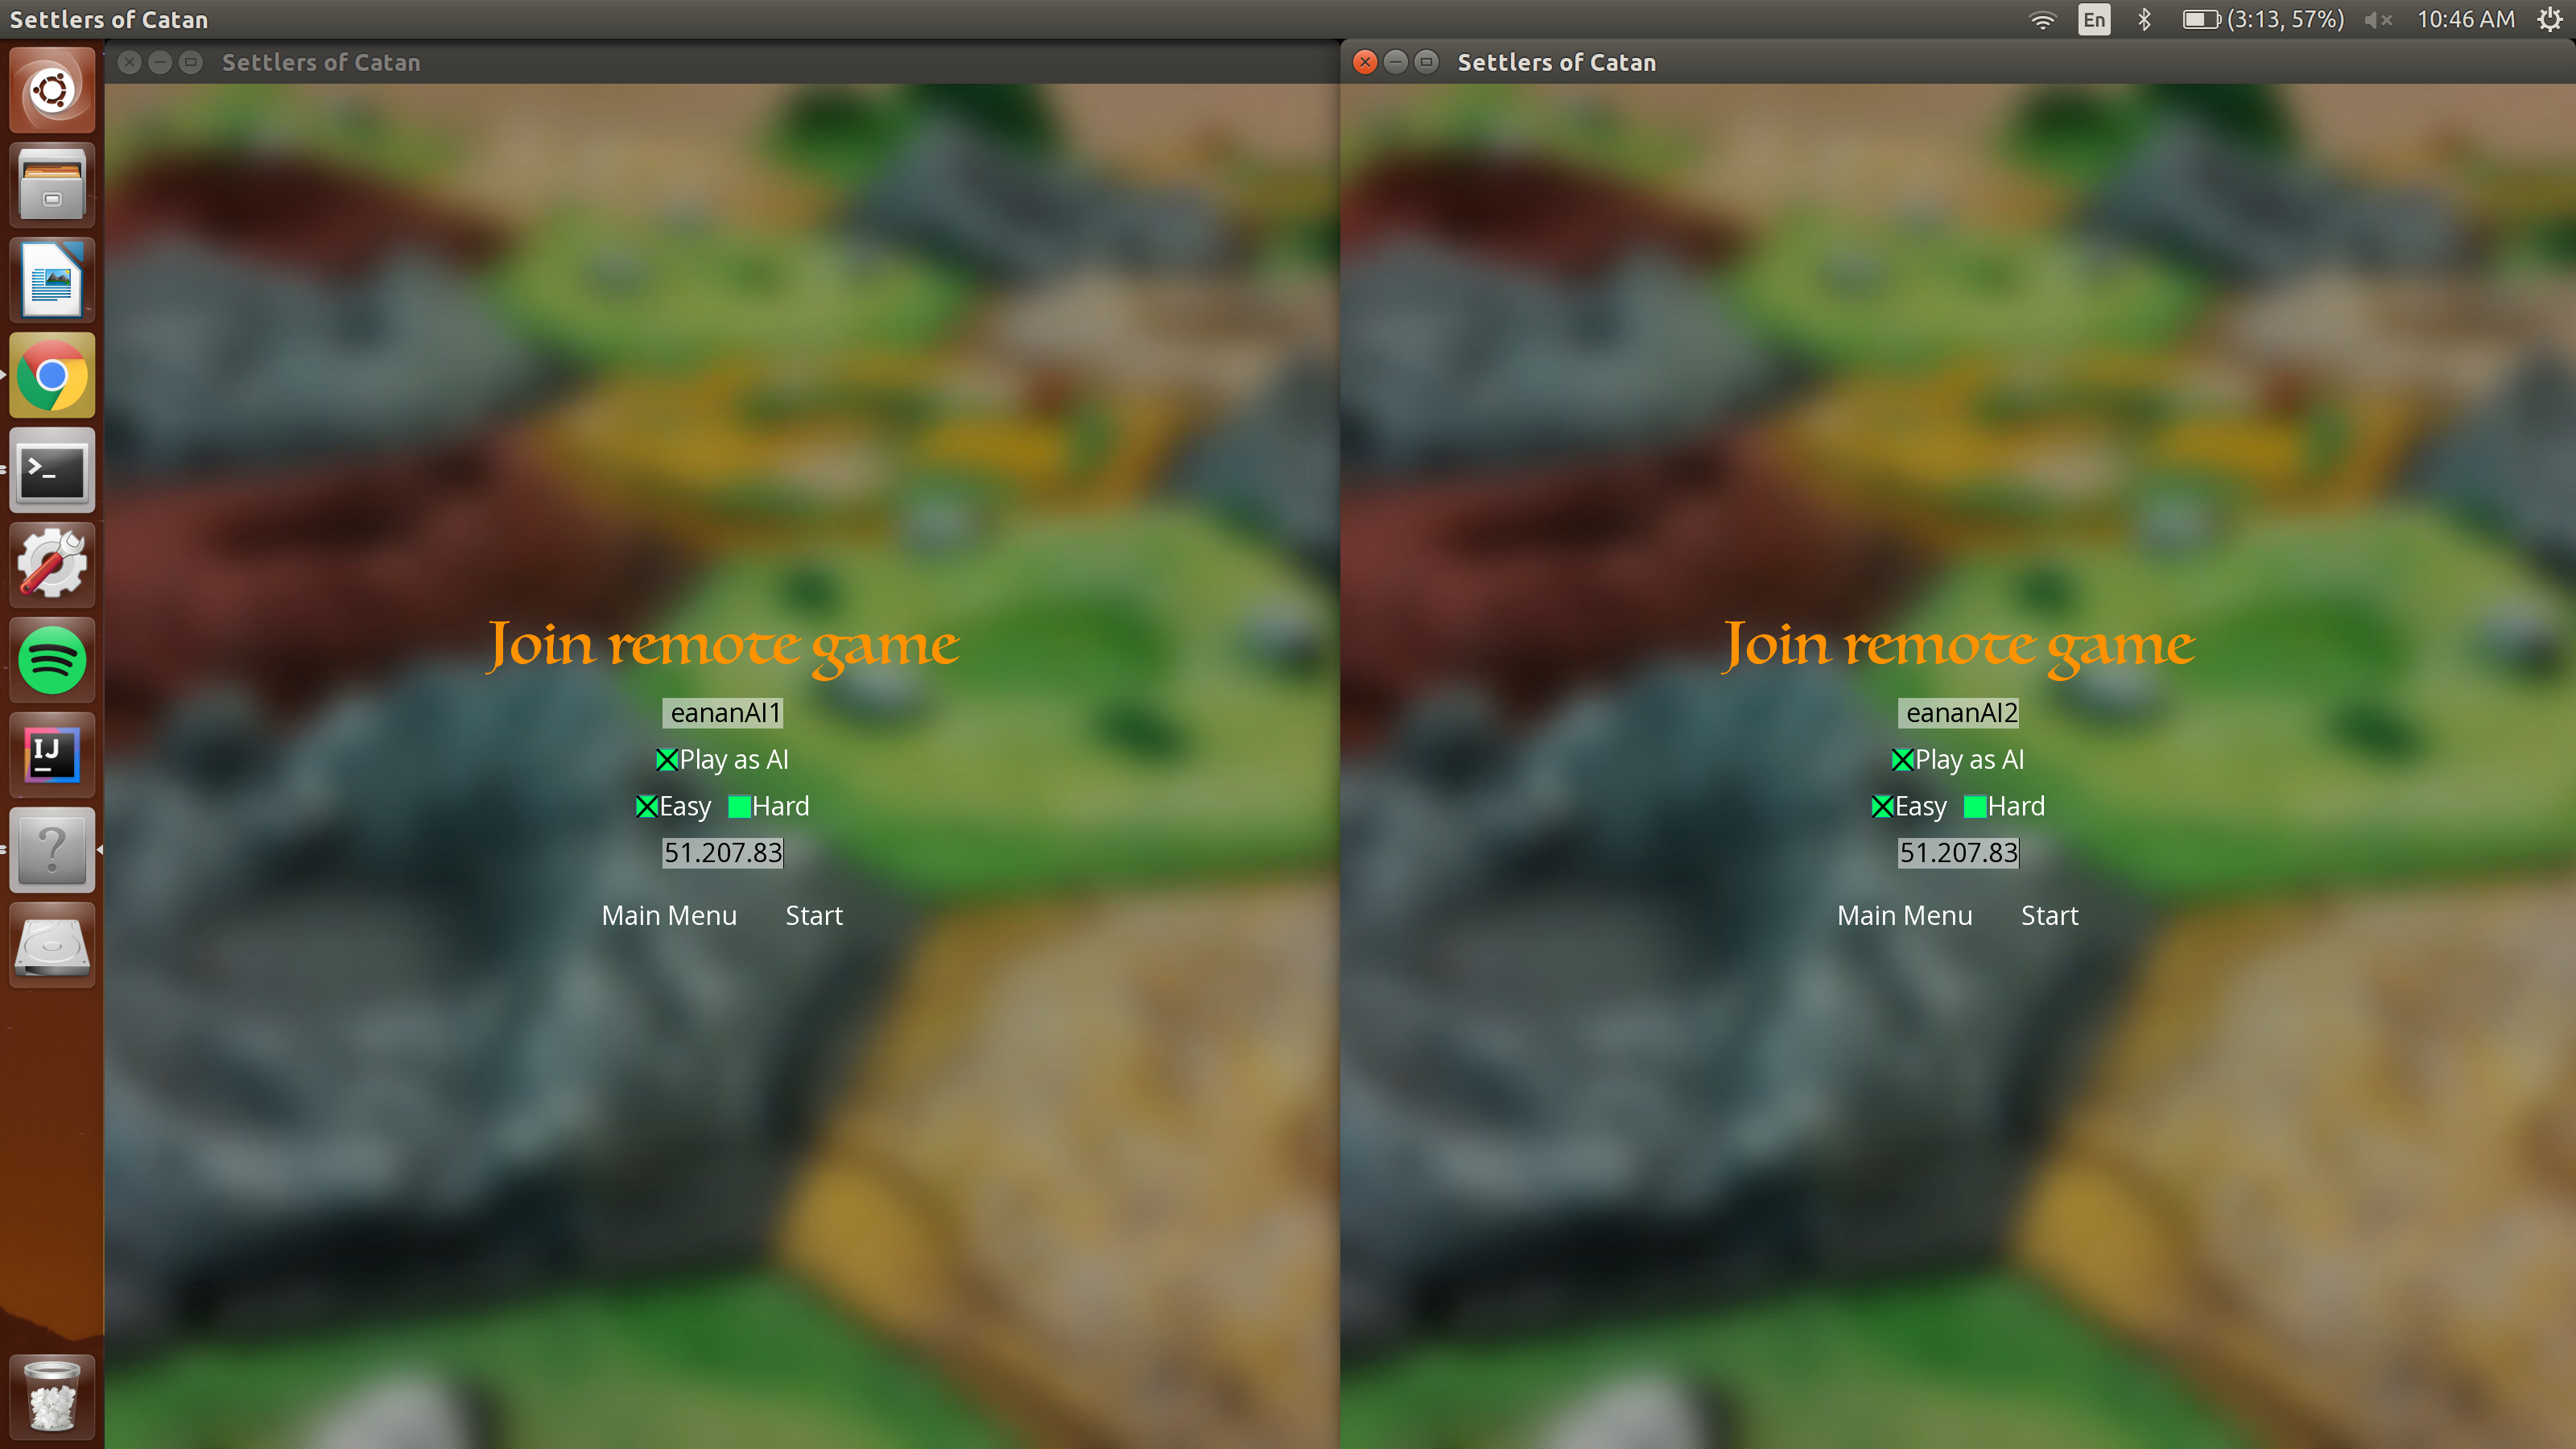 Settlers of Catan
En (3:13, 57%) 10:46 AM
Settlers of Catan
Join remote game
eananAI1
Play as AI
Easy Hard
51.207.83
Main Menu Start
Settlers of Catan
Join remote game
eananAI2
Play as AI
Easy Hard
51.207.83
Main Menu Start
>_
IJ
?